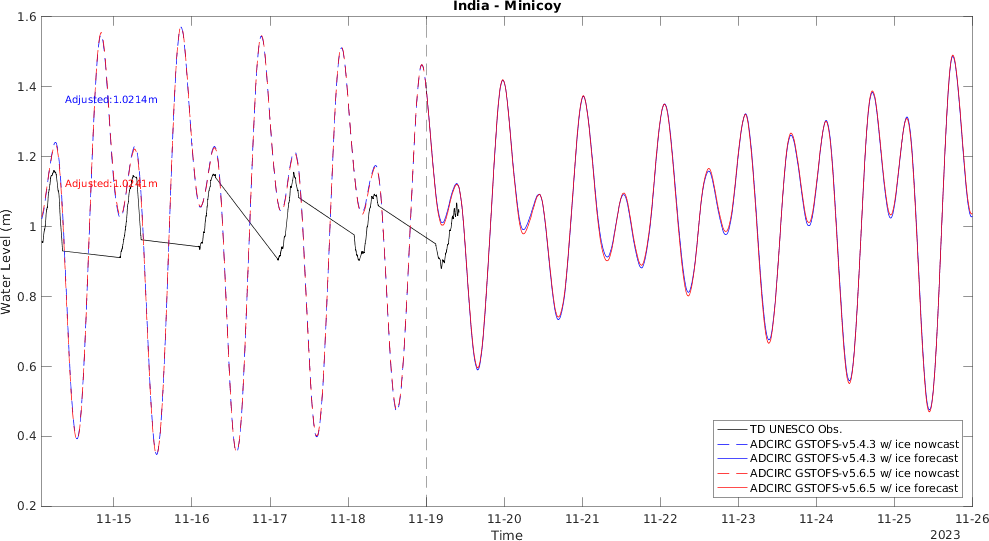 India - Minicoy
1.6
1.4
1.2
1
0.8
0.6
0.4
0.2
Water Level (m)
Adjusted:1.0214m
Adjusted:1.0241m
TD UNESCO Obs.
ADCIRC GSTOFS-v5.4.3 w/ ice nowcast
ADCIRC GSTOFS-v5.4.3 w/ ice forecast
ADCIRC GSTOFS-v5.6.5 w/ ice nowcast
ADCIRC GSTOFS-v5.6.5 w/ ice forecast
11-15 11-16 11-17 11-18 11-19 11-20 11-21 11-22 11-23 11-24 11-25 11-26
Time
2023